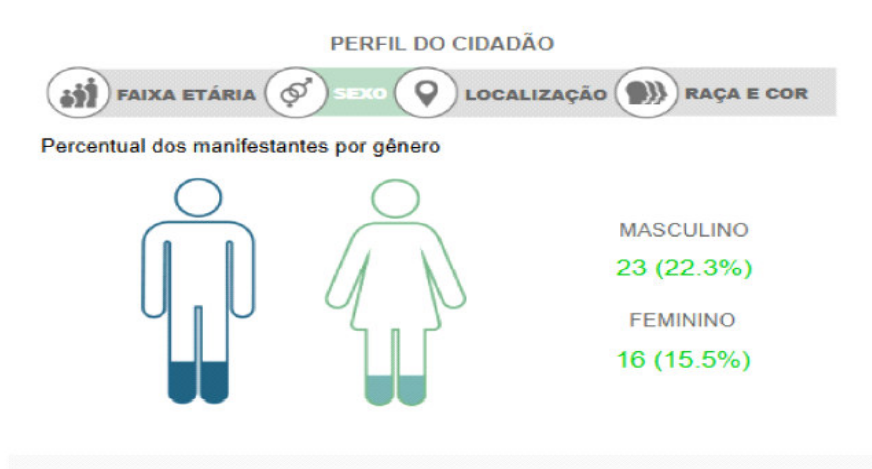 PERFIL DO CIDADÃO
FAIXA ETÁRIA SEXO LOCALIZAÇÃO RAÇA E COR
Percentual dos manifestantes por gênero
MASCULINO
23 (22.3%)
FEMININO
16 (15.5%)